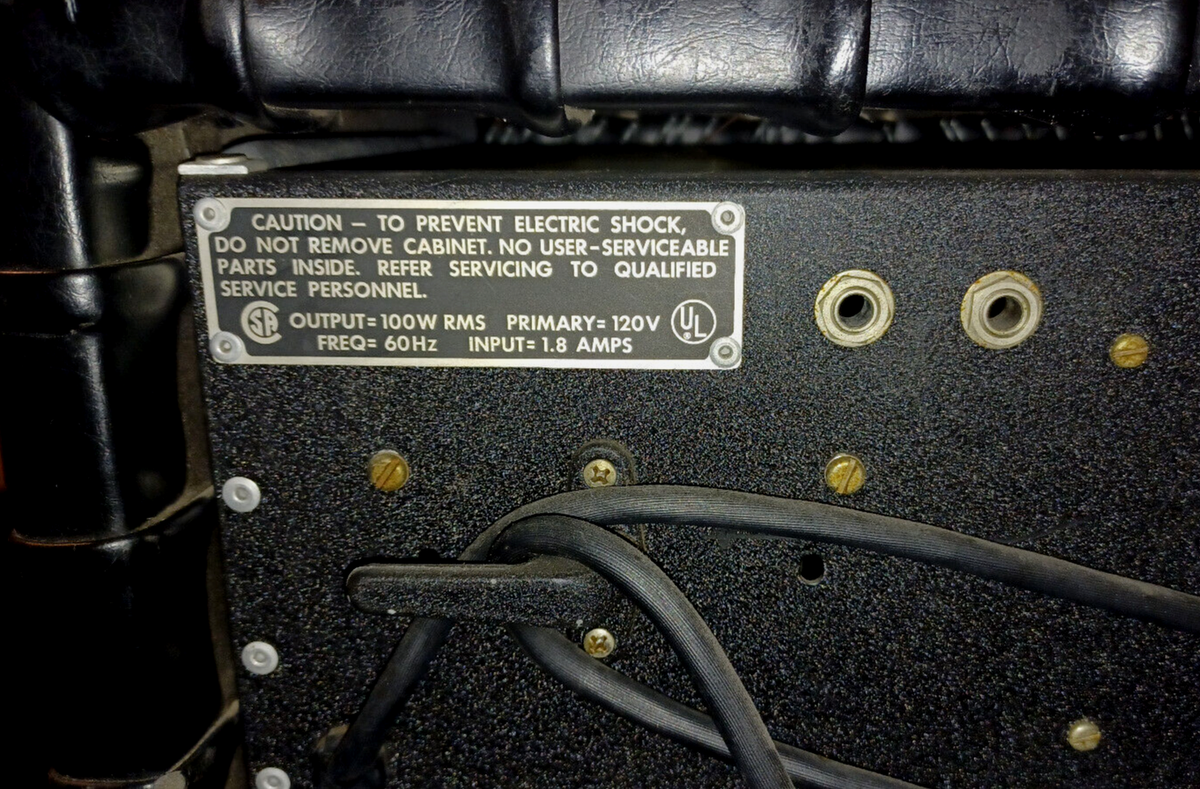 CAUTION — TO PREVENT ELECTRIC SHOCK,
DO NOT REMOVE CABINET. NO USER-SERVICEABLE
PARTS INSIDE. REFER SERVICING TO QUALIFIED
SERVICE PERSONNEL.
CSA OUTPUT= 100W RMS PRIMARY= 120V UL®
FREQ= 60Hz INPUT= 1.8 AMPS